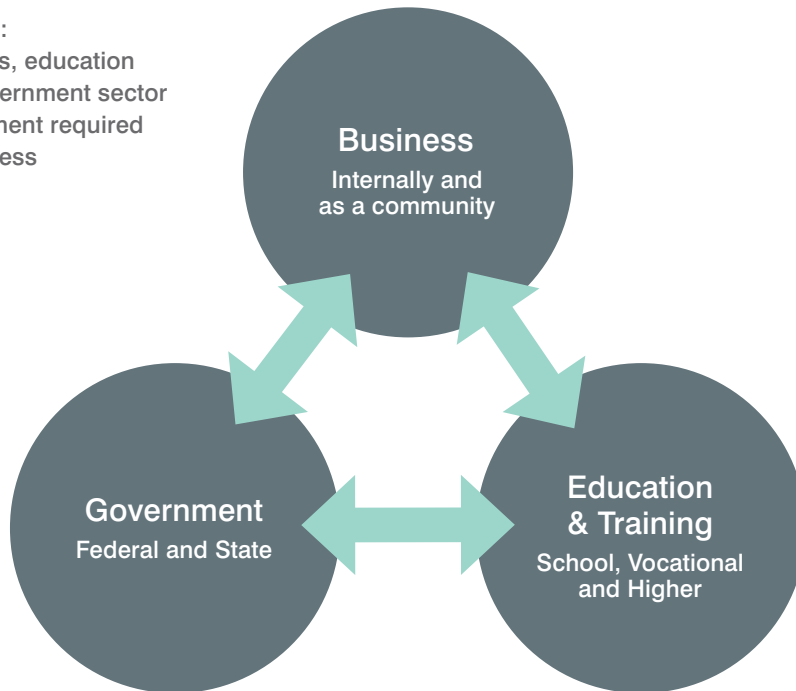 :
s, education
ernment sector
ment required
ess
Business
Internally and
as a community
Government
Federal and State
Education
& Training
School, Vocational
and Higher